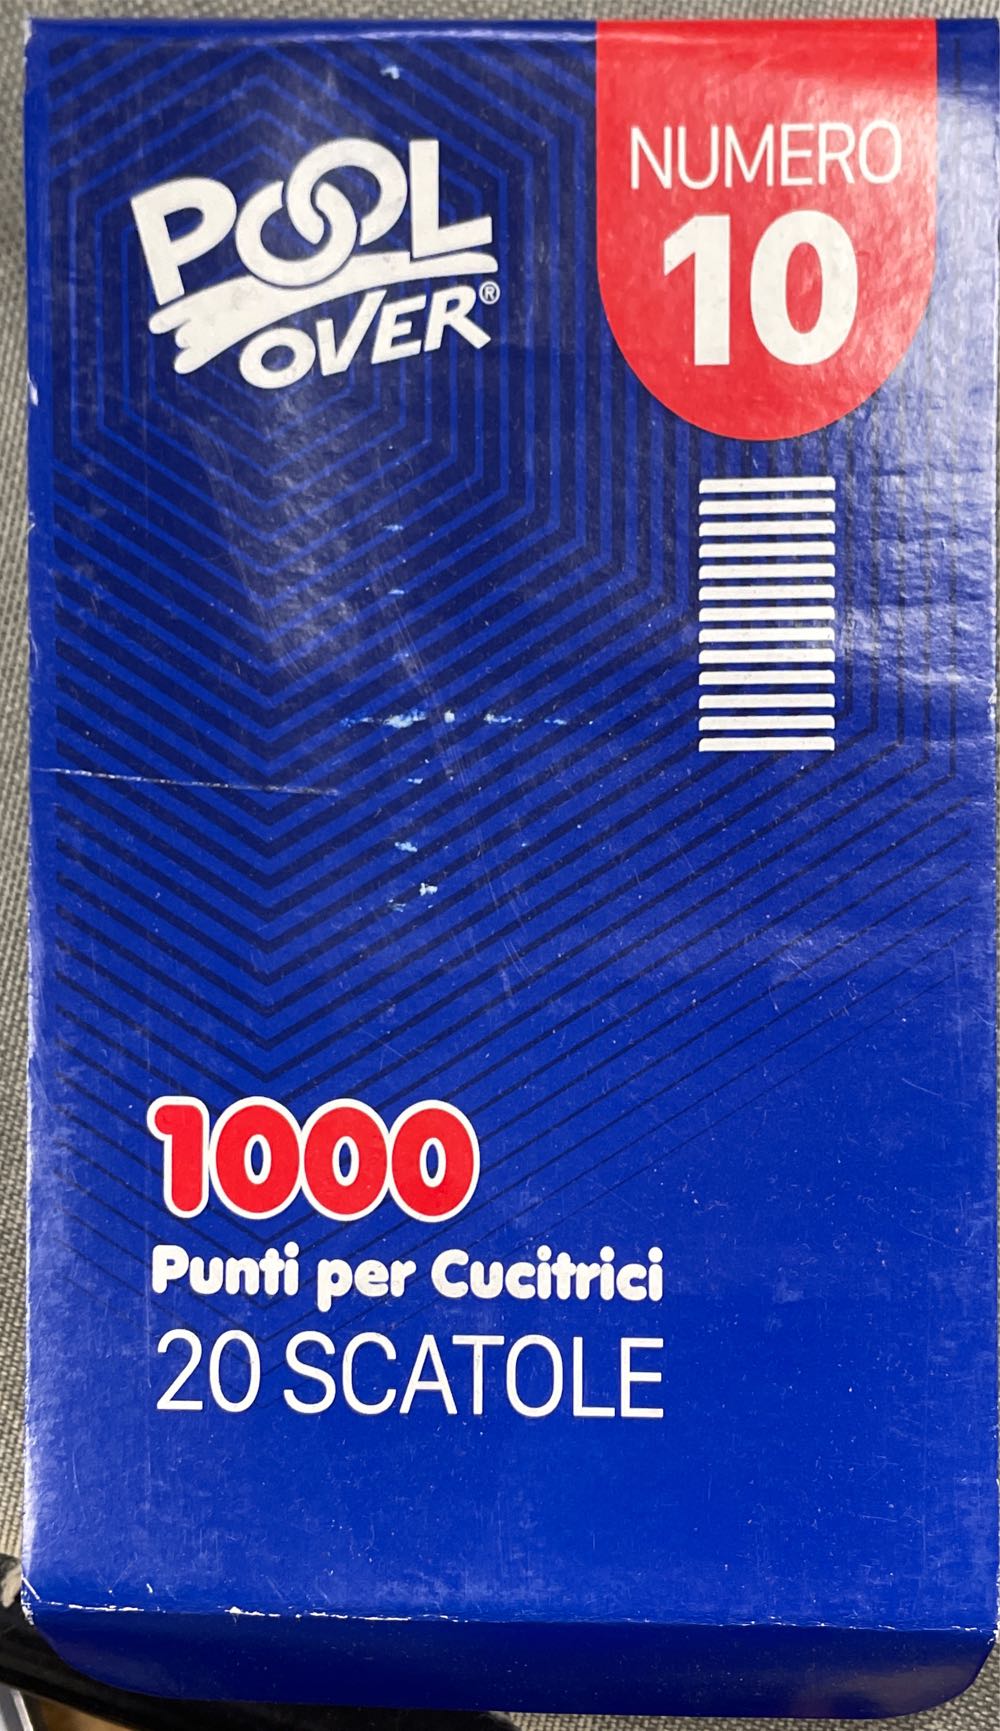 POOL
OVER®
NUMERO
10
1000
Punti per Cucitrici
20 SCATOLE